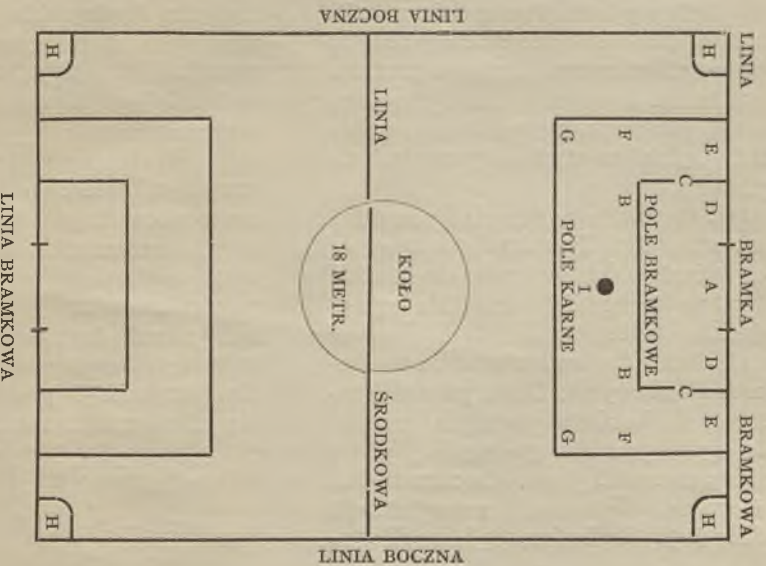 LINIA BOCZNA
LINIA BRAMKA BRAMKOWA
H H
E D A D E
C C
POLE BRAMKOWE
F B B F
I
POLE KARNE
G G
KOŁO
LINIA ŚRODKOWA
18 METR.
H H
LINIA BRAMKOWA
LINIA BOCZNA